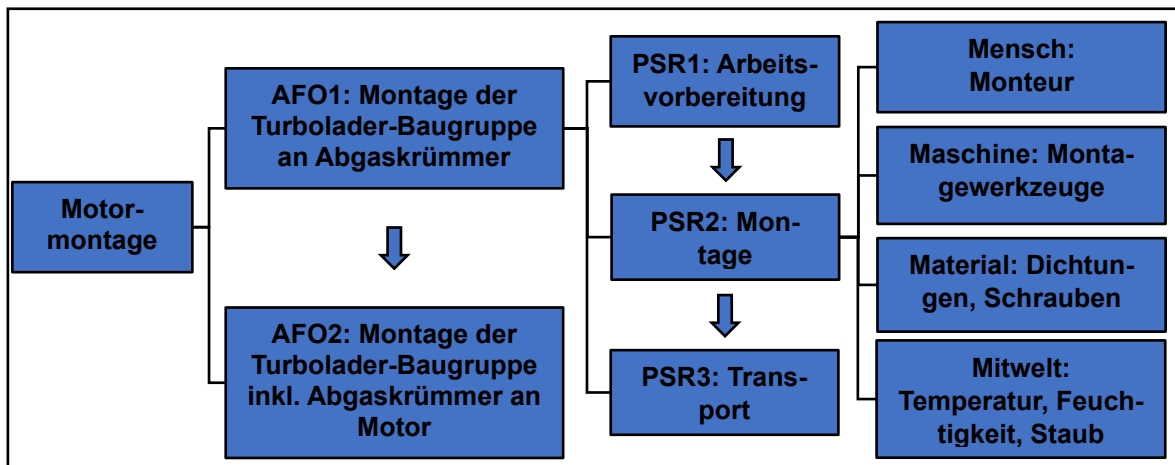 Motor-
montage
AFO1: Montage der
Turbolader-Baugruppe
an Abgaskrümmer
AFO2: Montage der
Turbolader-Baugruppe
inkl. Abgaskrümmer an
Motor
PSR1: Arbeits-
vorbereitung
PSR2: Mon-
tage
PSR3: Trans-
port
Mensch:
Monteur
Maschine: Monta-
gewerkzeuge
Material: Dichtun-
gen, Schrauben
Mitwelt:
Temperatur, Feuch-
tigkeit, Staub